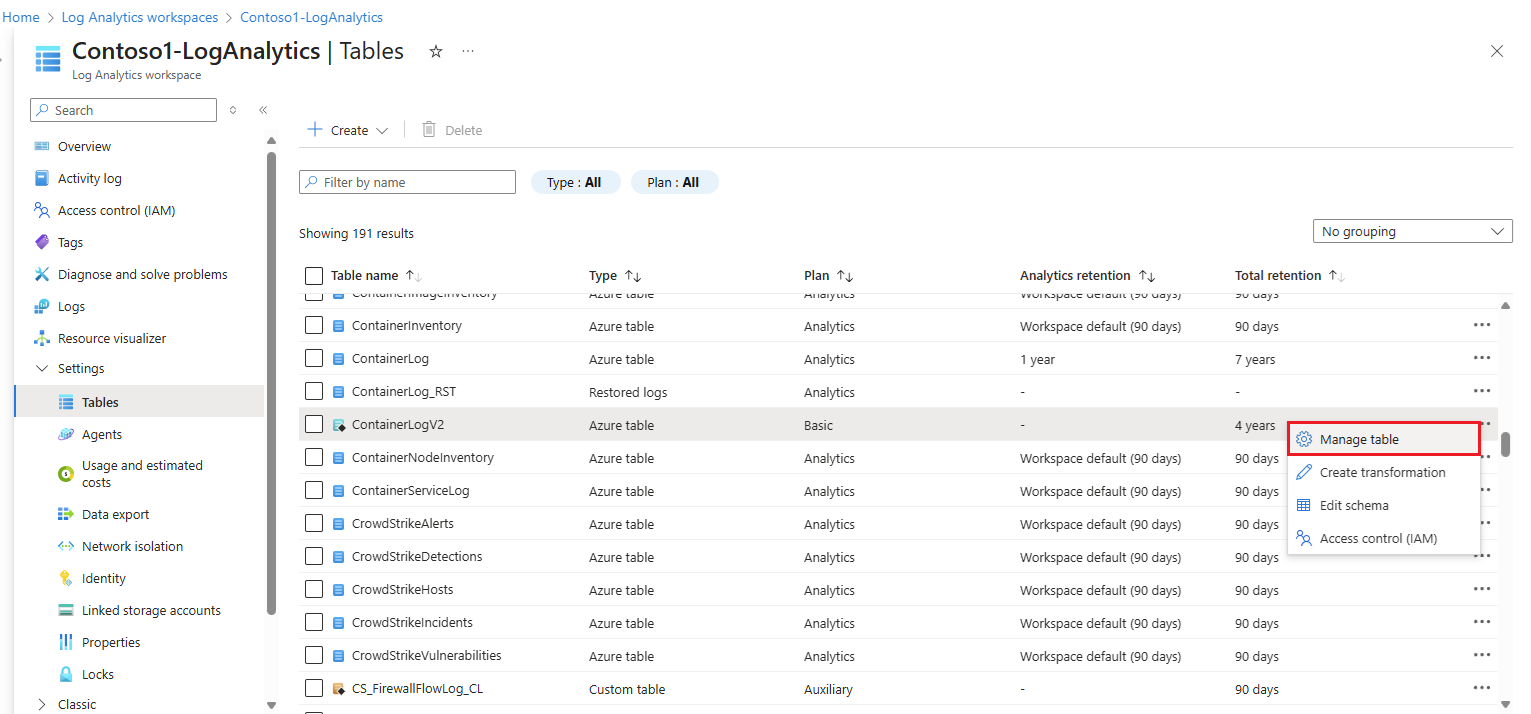 Home > Log Analytics workspaces > Contoso1-LogAnalytics
Contoso1-LogAnalytics | Tables
Log Analytics workspace
Search
Overview
Activity log
Access control (IAM)
Tags
Diagnose and solve problems
Logs
Resource visualizer
Settings
Tables
Agents
Usage and estimated
costs
Data export
Network isolation
Identity
Linked storage accounts
Properties
Locks
Classic
Create Delete
Filter by name Type : All Plan : All
Showing 191 results No grouping
Table name Type Plan Analytics retention Total retention
ContainerImageInventory Azure table Analytics Workspace default (90 days) 90 days
ContainerInventory Azure table Analytics Workspace default (90 days) 90 days
ContainerLog Azure table Analytics 1 year 7 years
ContainerLog_RST Restored logs Analytics - -
ContainerLogV2 Azure table Basic - 4 years
ContainerNodeInventory Azure table Analytics Workspace default (90 days) 90 days
ContainerServiceLog Azure table Analytics Workspace default (90 days) 90 days
CrowdStrikeAlerts Azure table Analytics Workspace default (90 days) 90 days
CrowdStrikeDetections Azure table Analytics Workspace default (90 days) 90 days
CrowdStrikeHosts Azure table Analytics Workspace default (90 days) 90 days
CrowdStrikeIncidents Azure table Analytics Workspace default (90 days) 90 days
CrowdStrikeVulnerabilities Azure table Analytics Workspace default (90 days) 90 days
CS_FirewallFlowLog_CL Custom table Auxiliary - 90 days
Manage table
Create transformation
Edit schema
Access control (IAM)